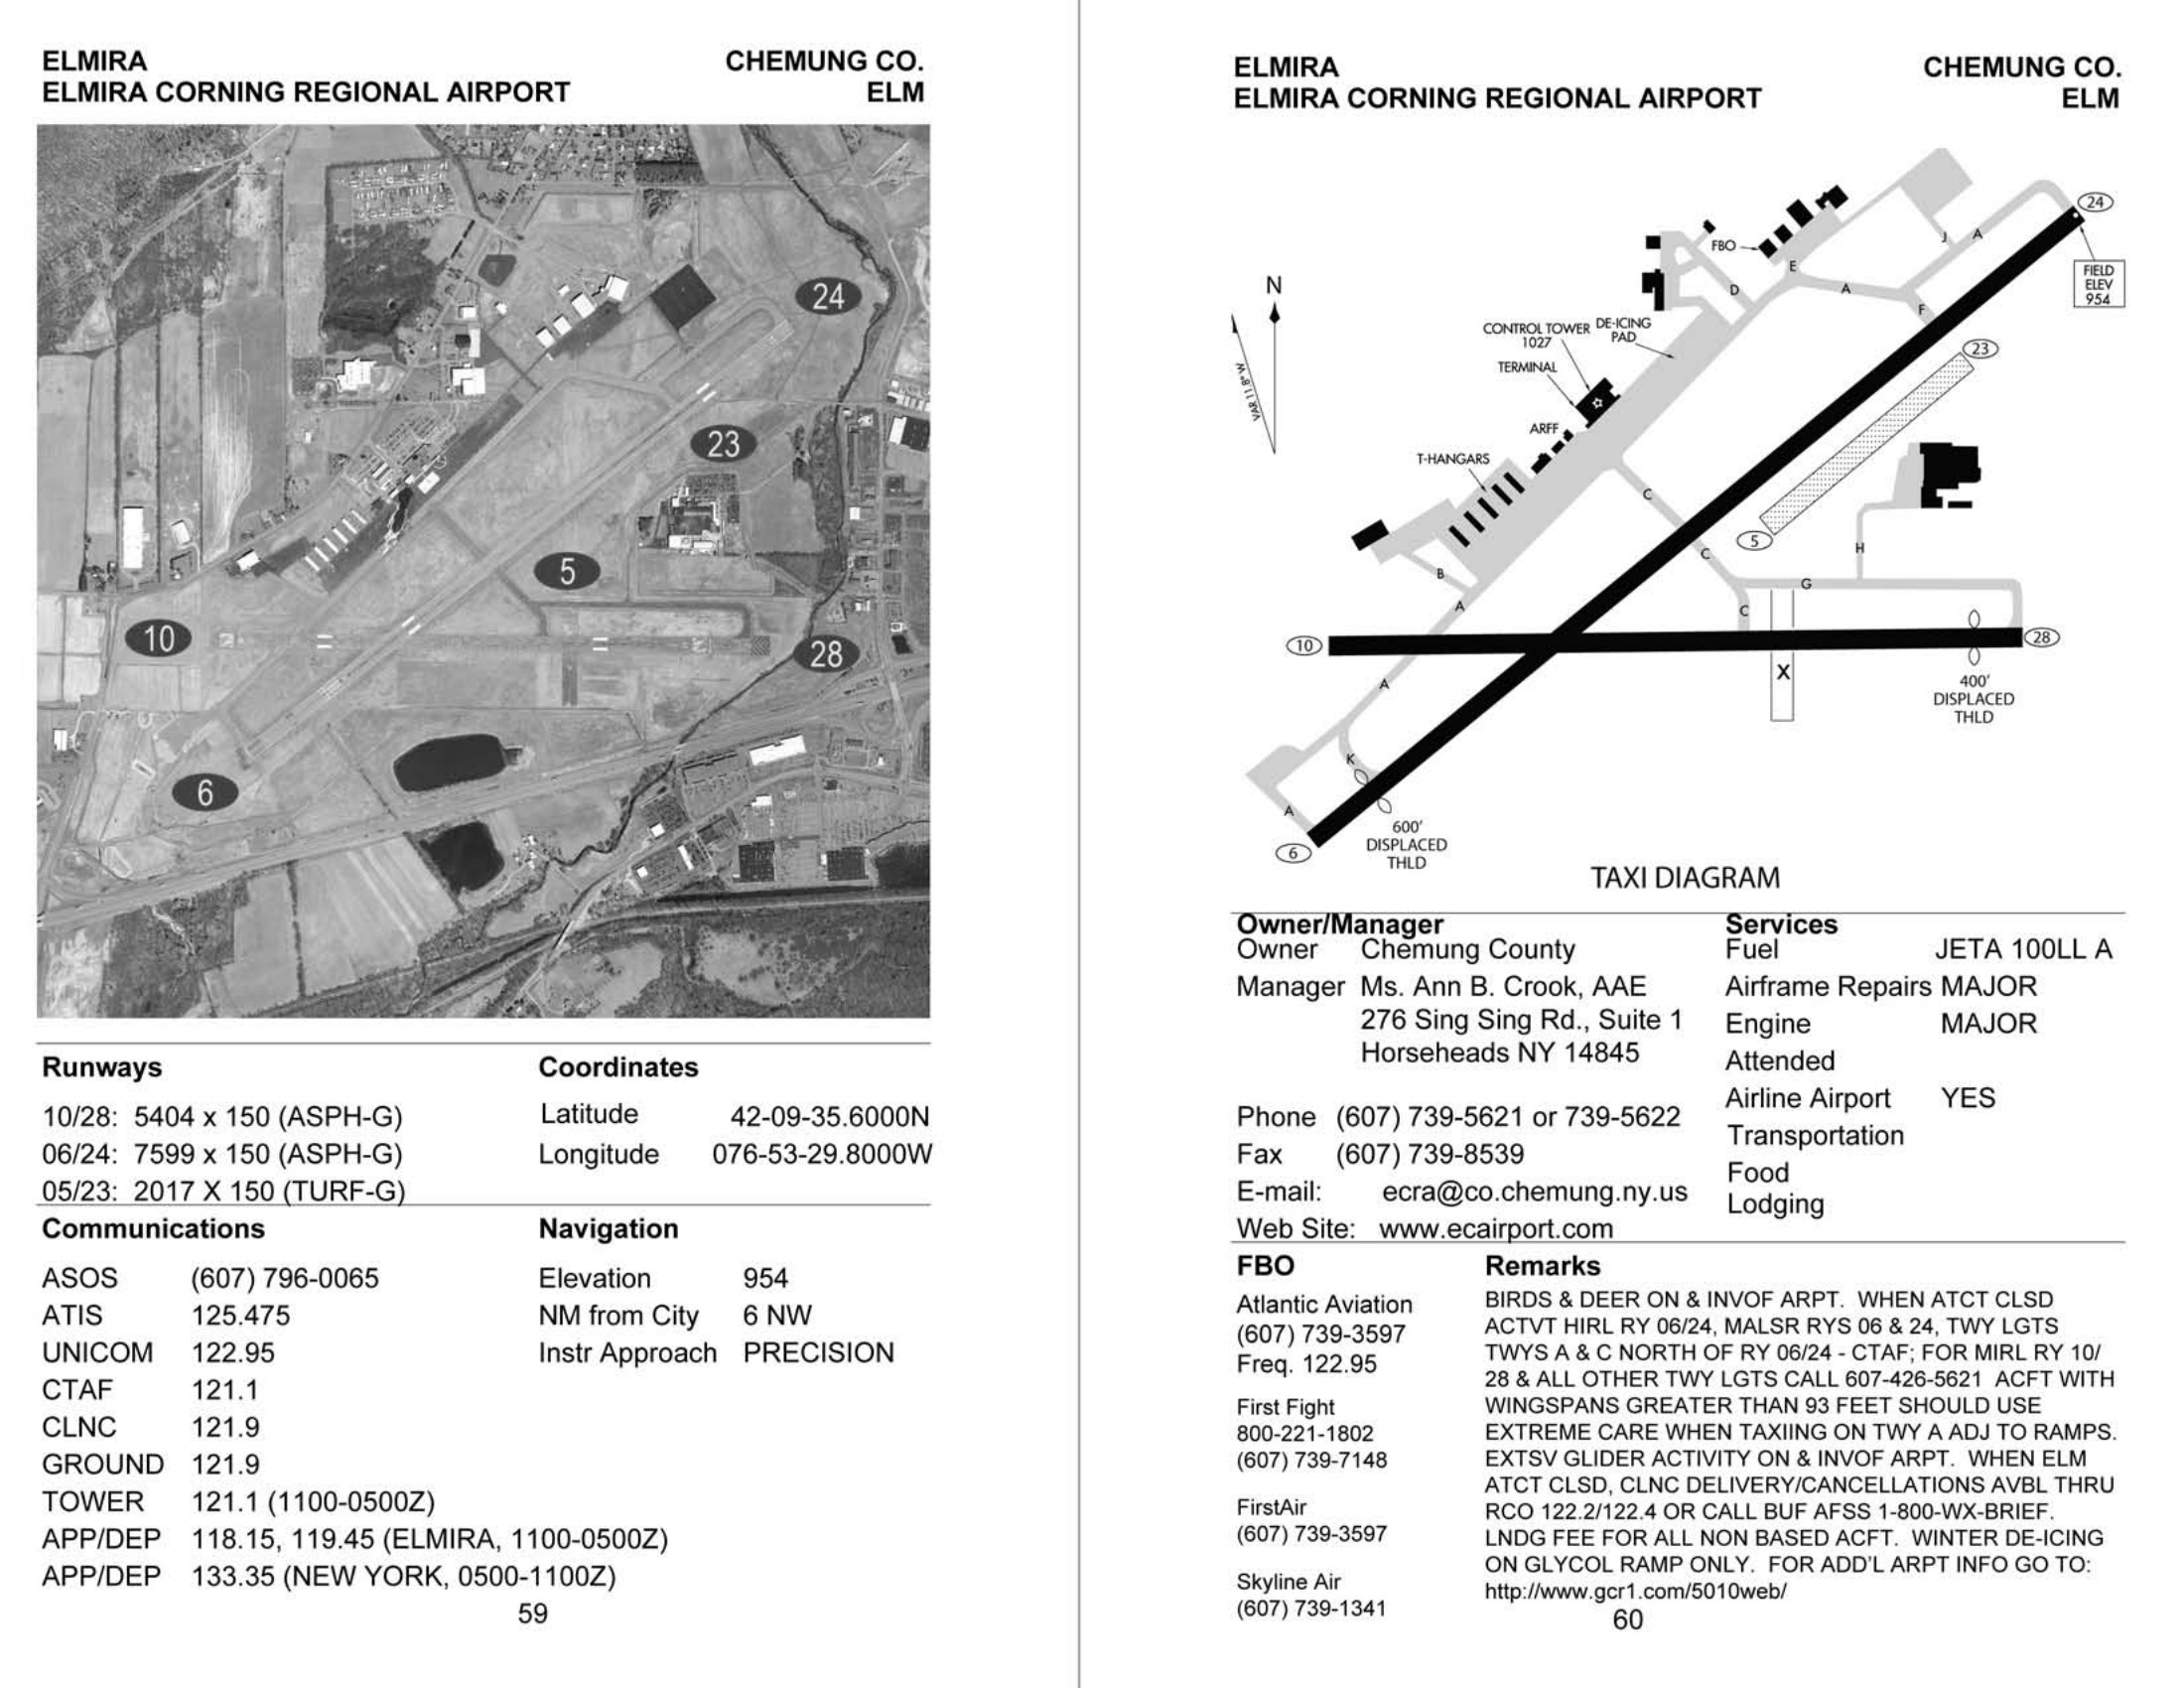 ELMIRA CHEMUNG CO.
ELMIRA CORNING REGIONAL AIRPORT ELM
24
23
5
10
28
6
Runways
10/28: 5404 x 150 (ASPH-G)
06/24: 7599 x 150 (ASPH-G)
05/23: 2017 X 150 (TURF-G)
Coordinates
Latitude 42-09-35.6000N
Longitude 076-53-29.8000W
Communications
ASOS (607) 796-0065
ATIS 125.475
UNICOM 122.95
CTAF 121.1
CLNC 121.9
GROUND 121.9
TOWER 121.1 (1100-0500Z)
APP/DEP 118.15, 119.45 (ELMIRA, 1100-0500Z)
APP/DEP 133.35 (NEW YORK, 0500-1100Z)
Navigation
Elevation 954
NM from City 6 NW
Instr Approach PRECISION
59
ELMIRA CHEMUNG CO.
ELMIRA CORNING REGIONAL AIRPORT ELM
24
FBO
J
A
E
FIELD
ELEV
954
N
D
A
F
CONTROL TOWER
1027
DE-ICING
PAD
23
TERMINAL
VAR 11.8° W
ARFF
T-HANGARS
C
5
C
H
B
G
A
C
10
28
X
A
400'
DISPLACED
THLD
K
A
600'
DISPLACED
THLD
6
TAXI DIAGRAM
Owner/Manager
Owner Chemung County
Manager Ms. Ann B. Crook, AAE
276 Sing Sing Rd., Suite 1
Horseheads NY 14845
Phone (607) 739-5621 or 739-5622
Fax (607) 739-8539
E-mail: ecra@co.chemung.ny.us
Web Site: www.ecairport.com
Services
Fuel JETA 100LL A
Airframe Repairs MAJOR
Engine MAJOR
Attended
Airline Airport YES
Transportation
Food
Lodging
FBO
Atlantic Aviation
(607) 739-3597
Freq. 122.95
First Fight
800-221-1802
(607) 739-7148
FirstAir
(607) 739-3597
Skyline Air
(607) 739-1341
Remarks
BIRDS & DEER ON & INVOF ARPT. WHEN ATCT CLSD
ACTVT HIRL RY 06/24, MALSR RYS 06 & 24, TWY LGTS
TWYS A & C NORTH OF RY 06/24 - CTAF; FOR MIRL RY 10/
28 & ALL OTHER TWY LGTS CALL 607-426-5621 ACFT WITH
WINGSPANS GREATER THAN 93 FEET SHOULD USE
EXTREME CARE WHEN TAXIING ON TWY A ADJ TO RAMPS.
EXTSV GLIDER ACTIVITY ON & INVOF ARPT. WHEN ELM
ATCT CLSD, CLNC DELIVERY/CANCELLATIONS AVBL THRU
RCO 122.2/122.4 OR CALL BUF AFSS 1-800-WX-BRIEF.
LNDG FEE FOR ALL NON BASED ACFT. WINTER DE-ICING
ON GLYCOL RAMP ONLY. FOR ADD'L ARPT INFO GO TO:
http://www.gcr1.com/5010web/
60